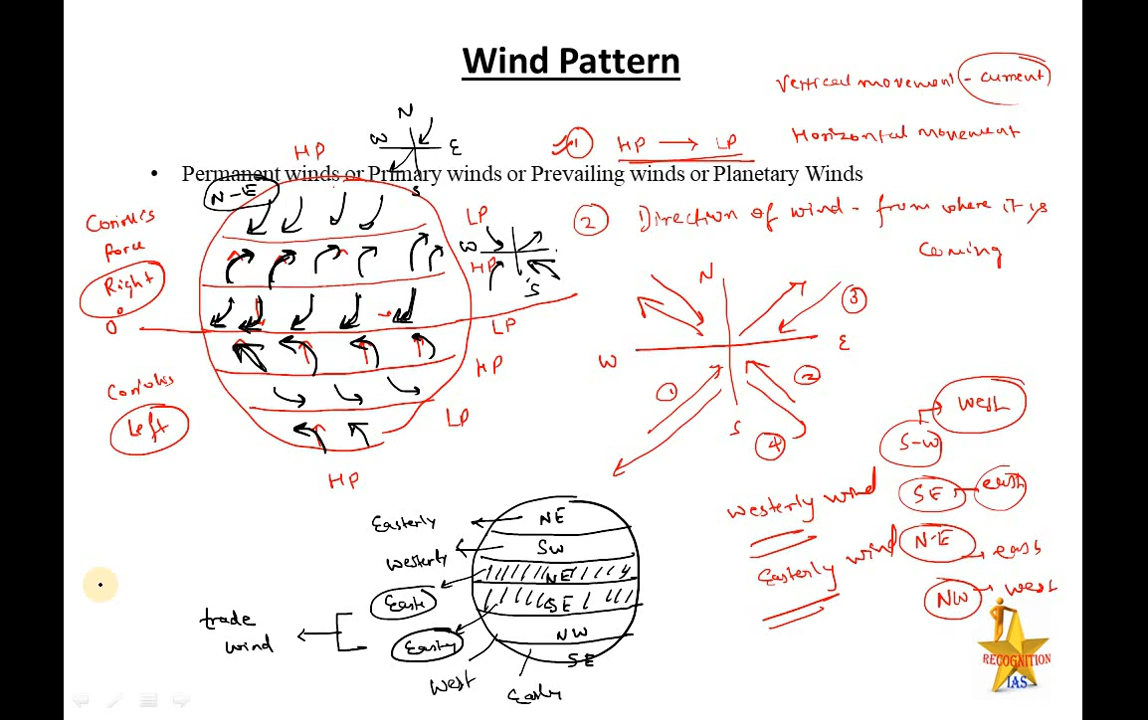 Wind Pattern
Vertical movement - current
Horizontal movement
N
W E
S
1 HP → LP
HP
• Permanent winds or Primary winds or Prevailing winds or Planetary Winds
N-E
Coriolis
force
Right
0°
LP
HP
W
S
LP
HP
LP
HP
2 Direction of wind - from where it is
coming
N
W E
S
1
2
3
4
Coriolis
Left
west
S-W
Westerly wind
SE east
Easterly wind
N-E → east
NW → west
Easterly NE
Westerly SW
NE
East
SE
Easterly
NW
SE
West
Easterly
trade
wind
RECOGNITION
IAS